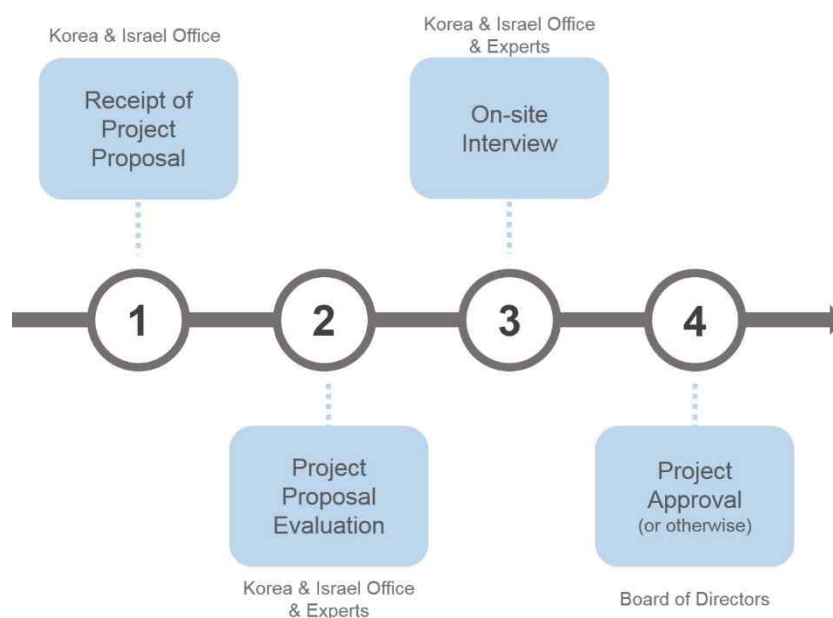 Korea & Israel Office
Receipt of
Project
Proposal
Korea & Israel Office
& Experts
On-site
Interview
1
2
3
4
Project
Proposal
Evaluation
Korea & Israel Office
& Experts
Project
Approval
(or otherwise)
Board of Directors